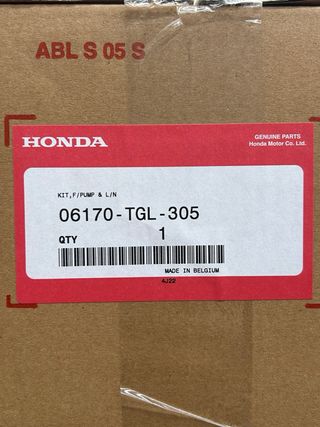 ABL S 05 S
HONDA
GENUINE PARTS
Honda Motor Co. Ltd.
KIT,F/PUMP & L/N
06170-TGL-305
QTY 1
MADE IN BELGIUM
4J22